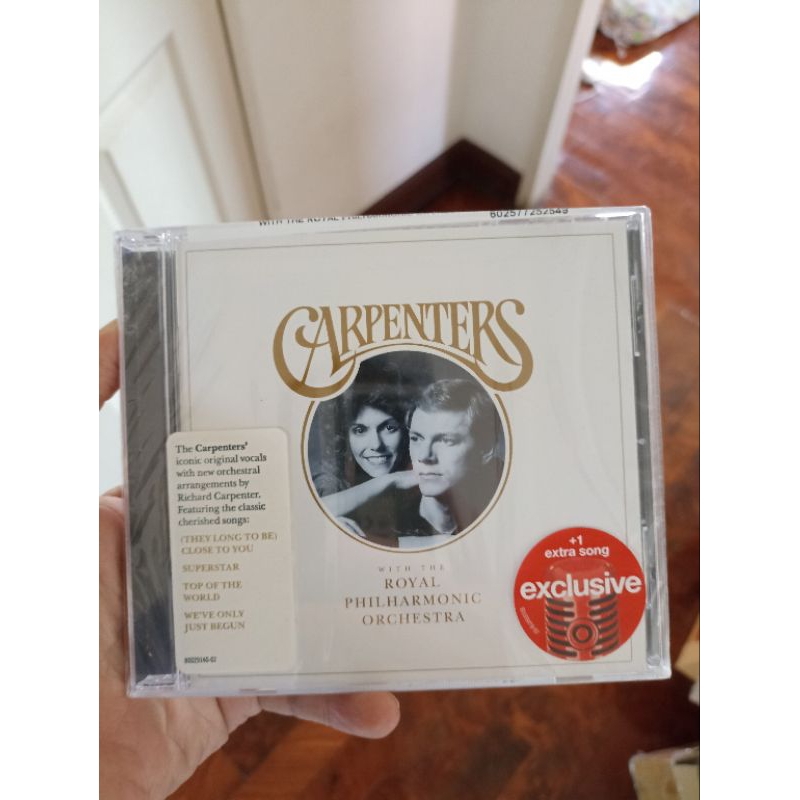 WITH THE ROYAL
602577252549
CARPENTERS
The Carpenters'
iconic original vocals
with new orchestral
arrangements by
Richard Carpenter.
Featuring the classic
cherished songs:
(THEY LONG TO BE)
CLOSE TO YOU
SUPERSTAR
TOP OF THE
WORLD
WE'VE ONLY
JUST BEGUN
WITH THE
ROYAL
PHILHARMONIC
ORCHESTRA
+1
extra song
exclusive